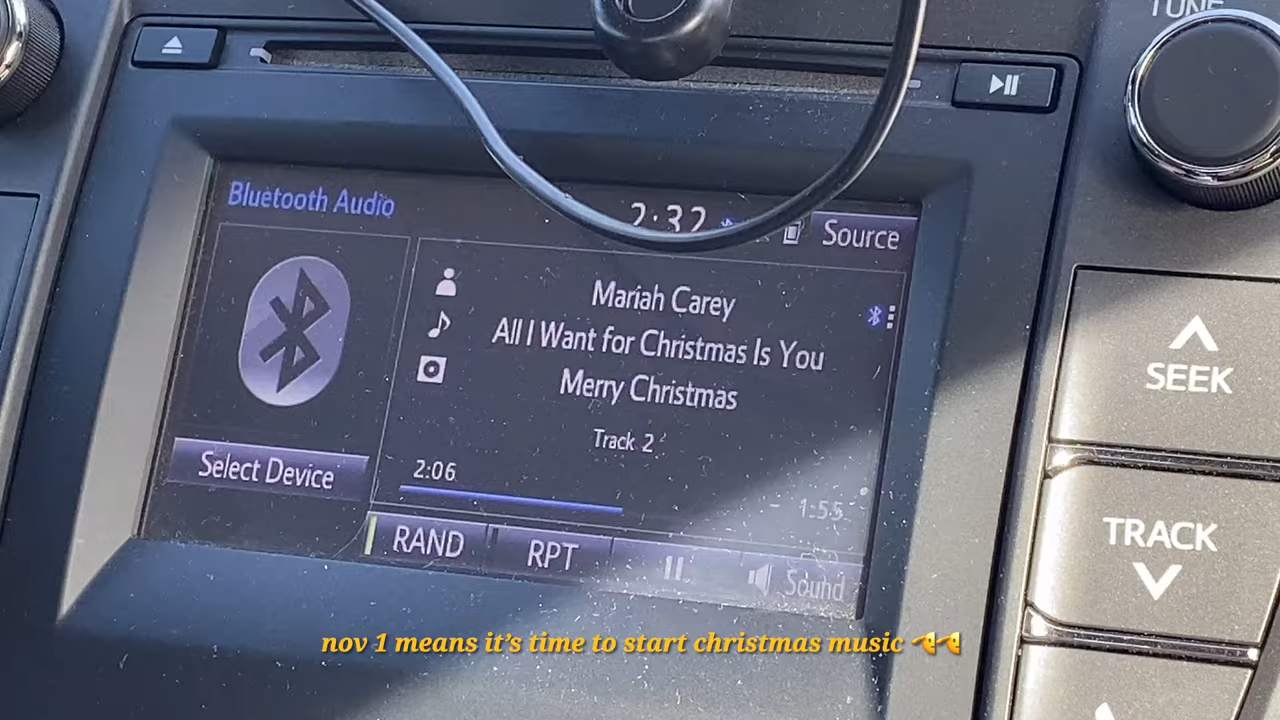 TUNE
Bluetooth Audio
2:32
Source
Mariah Carey
All I Want for Christmas Is You
Merry Christmas
Track 2
Select Device
2:06
- 1:55
RAND
RPT
Sound
SEEK
TRACK
nov 1 means it's time to start christmas music